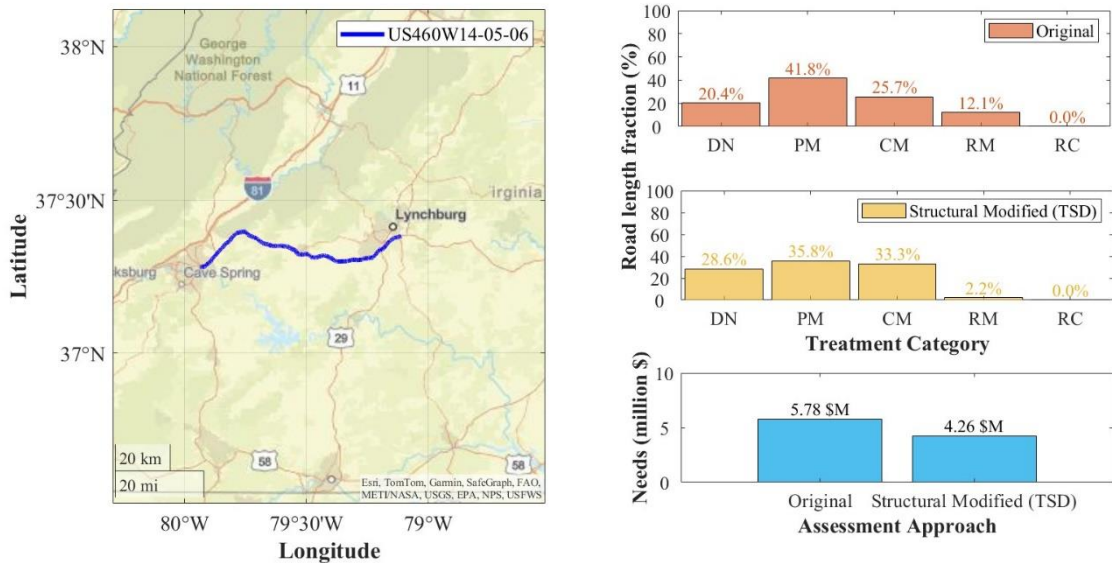 US460W14-05-06
38°N
37°30'N
37°N
Latitude
George
Washington
National Forest
11
81
irginia
Lynchburg
ksburg
Cave Spring
29
58
58
20 km
20 mi
Esri, TomTom, Garmin, SafeGraph, FAO,
METI/NASA, USGS, EPA, NPS, USFWS
80°W 79°30'W 79°W
Longitude
Road length fraction (%)
100
80
60
40
20
0
Original
20.4% 41.8% 25.7% 12.1% 0.0%
DN PM CM RM RC
100
80
60
40
20
0
Structural Modified (TSD)
28.6% 35.8% 33.3% 2.2% 0.0%
DN PM CM RM RC
Treatment Category
Needs (million $)
10
5
0
5.78 $M 4.26 $M
Original Structural Modified (TSD)
Assessment Approach